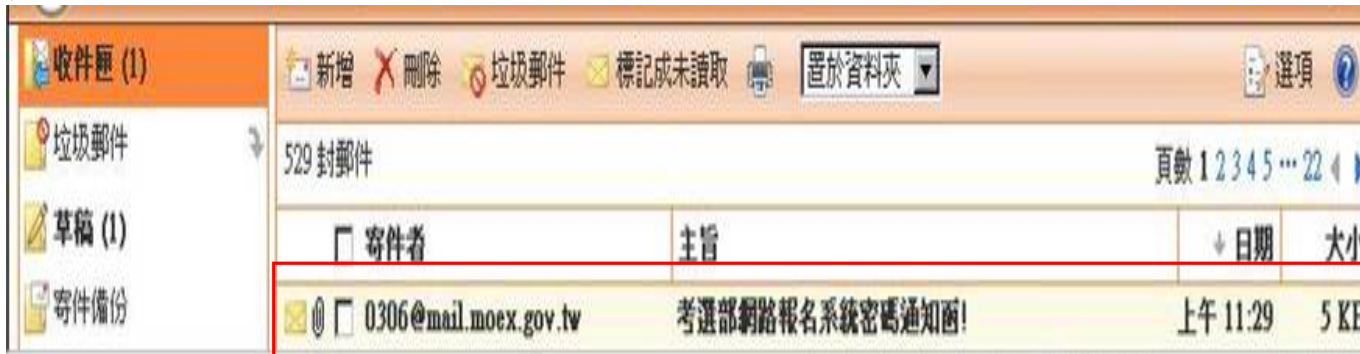 收件匣 (1)
新增 刪除 垃圾郵件 標記成未讀取 置於資料夾 選項
垃圾郵件
529 封郵件
頁數 1 2 3 4 5 ··· 22
草稿 (1)
寄件者 主旨 日期 大小
寄件備份
0306@mail.moex.gov.tw 考選部網路報名系統密碼通知函! 上午 11:29 5 KB